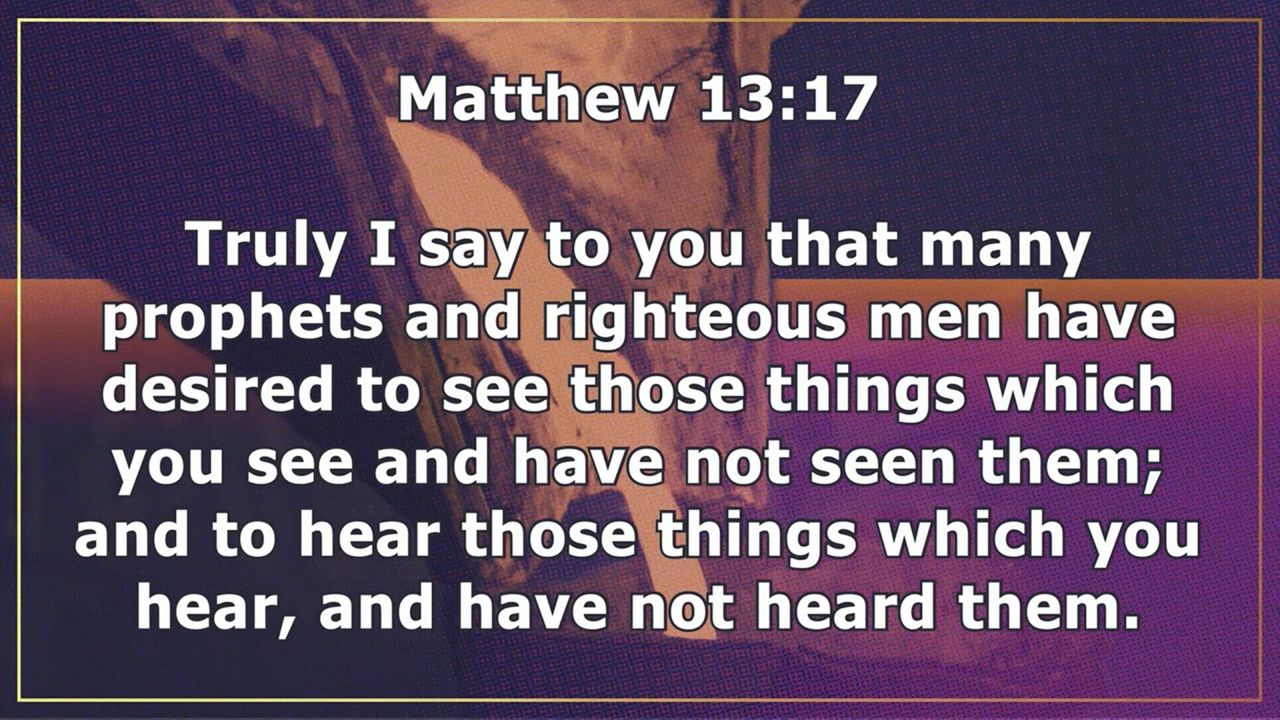 Matthew 13:17
Truly I say to you that many
prophets and righteous men have
desired to see those things which
you see and have not seen them;
and to hear those things which you
hear, and have not heard them.